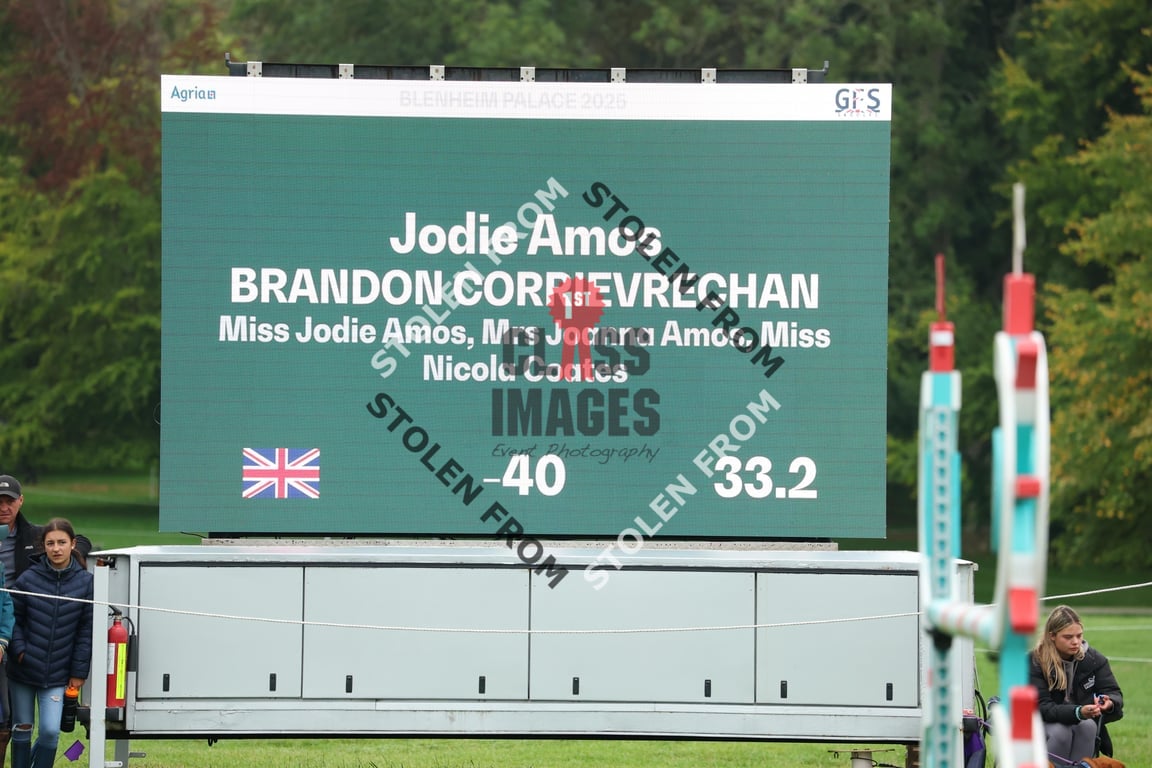 Agria
BLENHEIM PALACE 2025
GFS
Jodie Amos
BRANDON CORRIEVRECHAN
Miss Jodie Amos, Mrs Joanna Amos, Miss
Nicola Coates
-40
33.2
STOLEN FROM
STOLEN FROM
1ST
CLASS
IMAGES
Event Photography
STOLEN FROM
STOLEN FROM